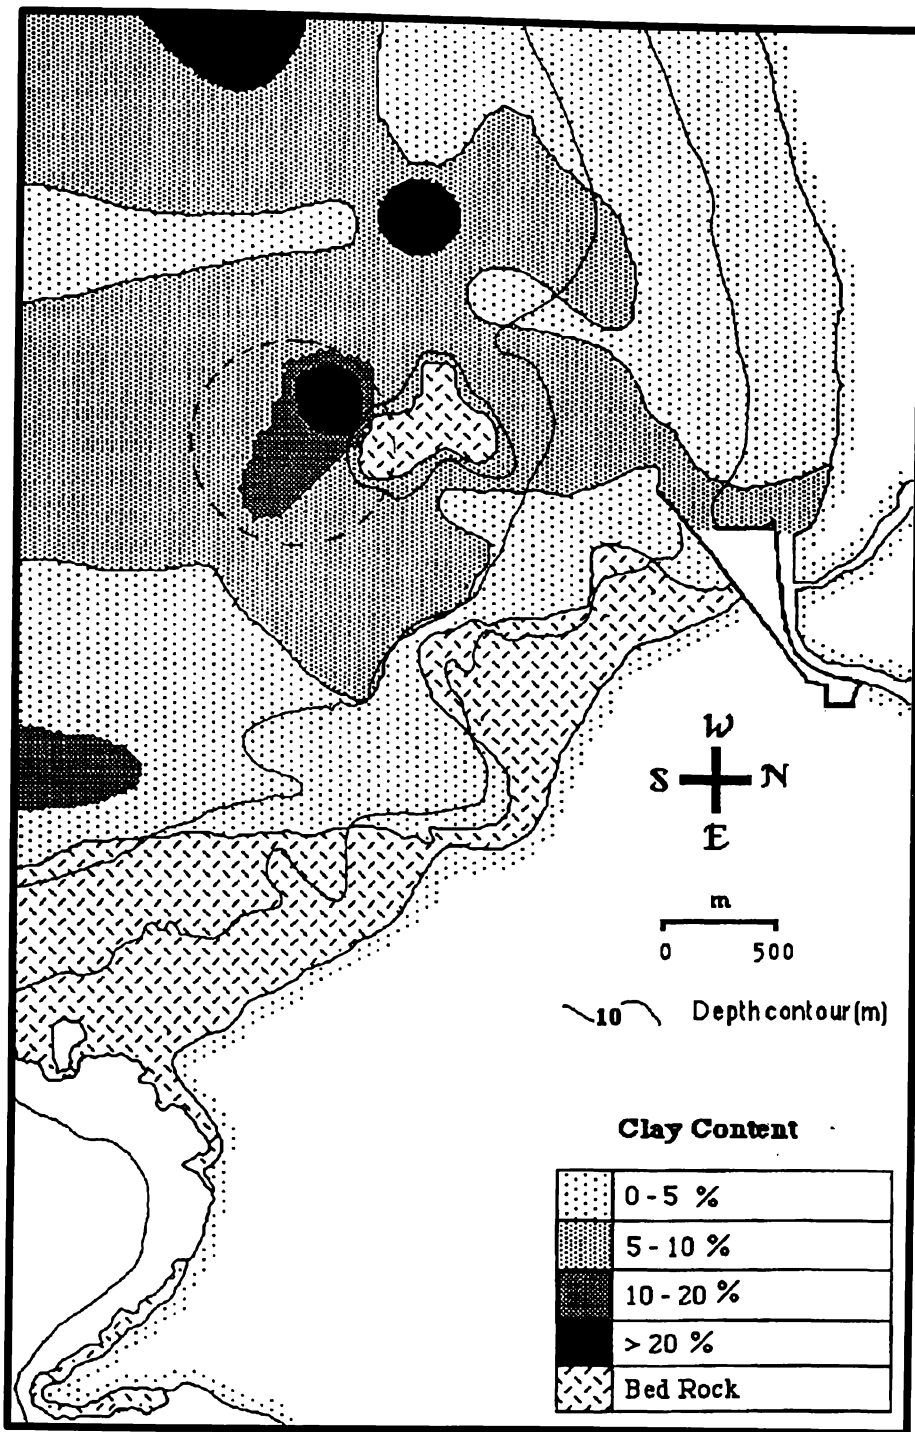 W
S N
E
m
0 500
10 Depth contour (m)
Clay Content
0 - 5 %
5 - 10 %
10 - 20 %
> 20 %
Bed Rock